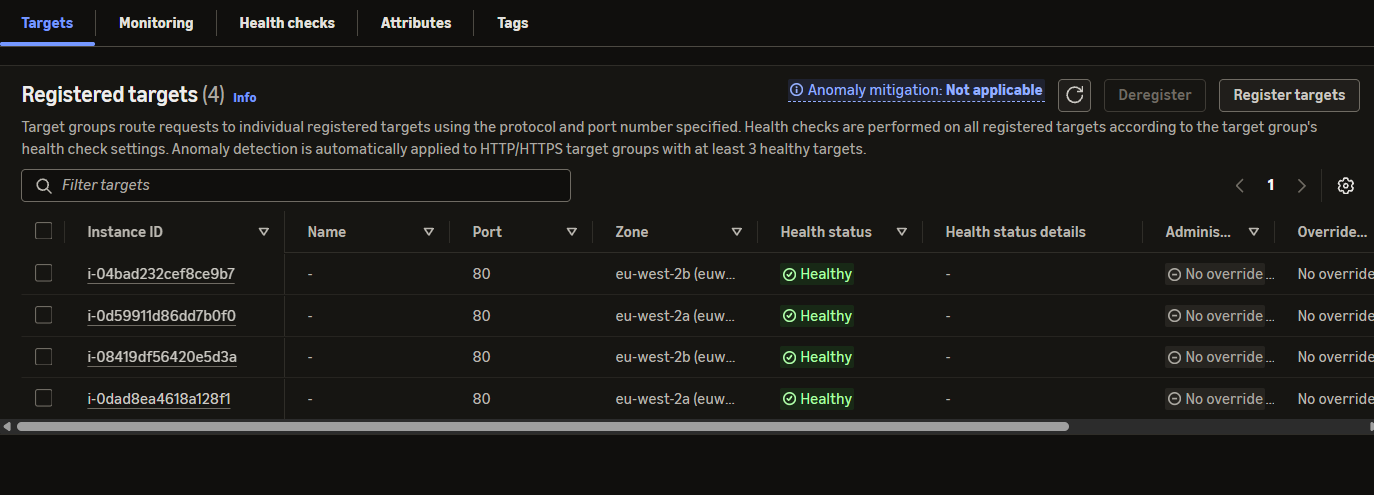 Targets Monitoring Health checks Attributes Tags
Registered targets (4) Info Anomaly mitigation: Not applicable Deregister Register targets
Target groups route requests to individual registered targets using the protocol and port number specified. Health checks are performed on all registered targets according to the target group's
health check settings. Anomaly detection is automatically applied to HTTP/HTTPS target groups with at least 3 healthy targets.
Filter targets 1
Instance ID Name Port Zone Health status Health status details Adminis... Override...
i-04bad232cef8ce9b7 - 80 eu-west-2b (euw... Healthy - No override... No override
i-0d59911d86dd7b0f0 - 80 eu-west-2a (euw... Healthy - No override... No override
i-08419df56420e5d3a - 80 eu-west-2b (euw... Healthy - No override... No override
i-0dad8ea4618a128f1 - 80 eu-west-2a (euw... Healthy - No override... No override